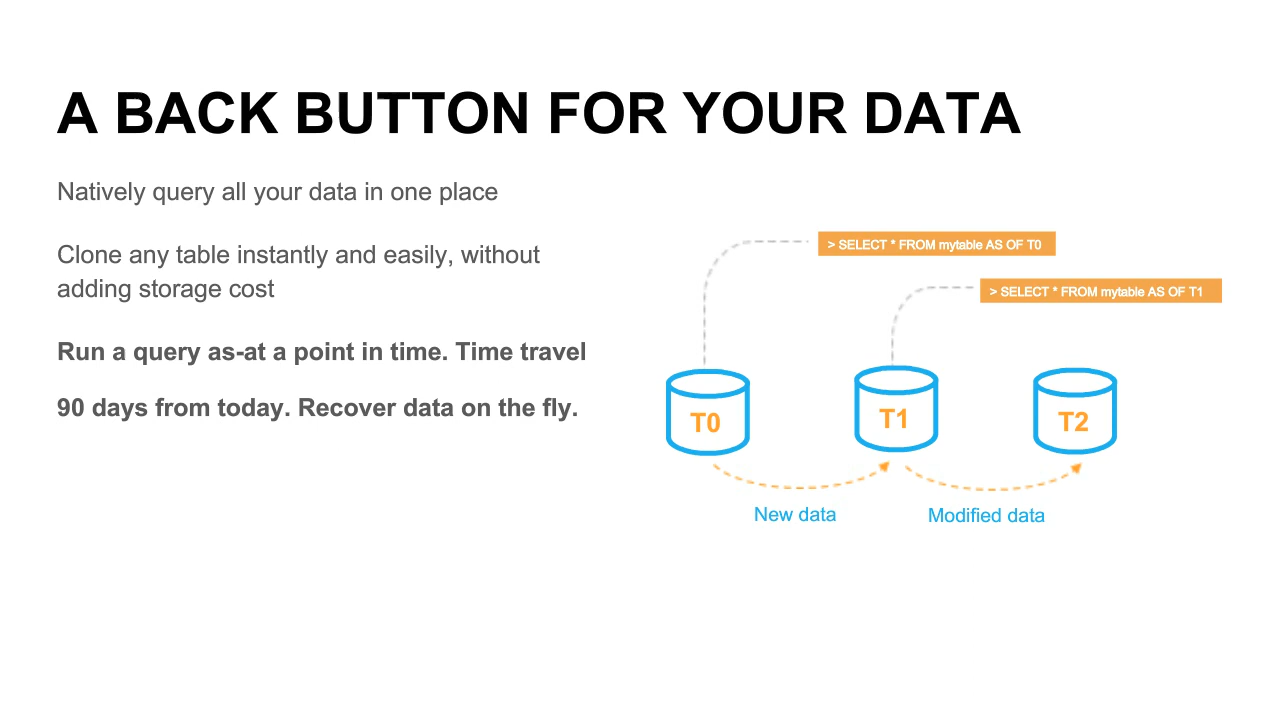 A BACK BUTTON FOR YOUR DATA
Natively query all your data in one place
Clone any table instantly and easily, without
adding storage cost
Run a query as-at a point in time. Time travel
90 days from today. Recover data on the fly.
> SELECT * FROM mytable AS OF T0
> SELECT * FROM mytable AS OF T1
T0
T1
T2
New data
Modified data